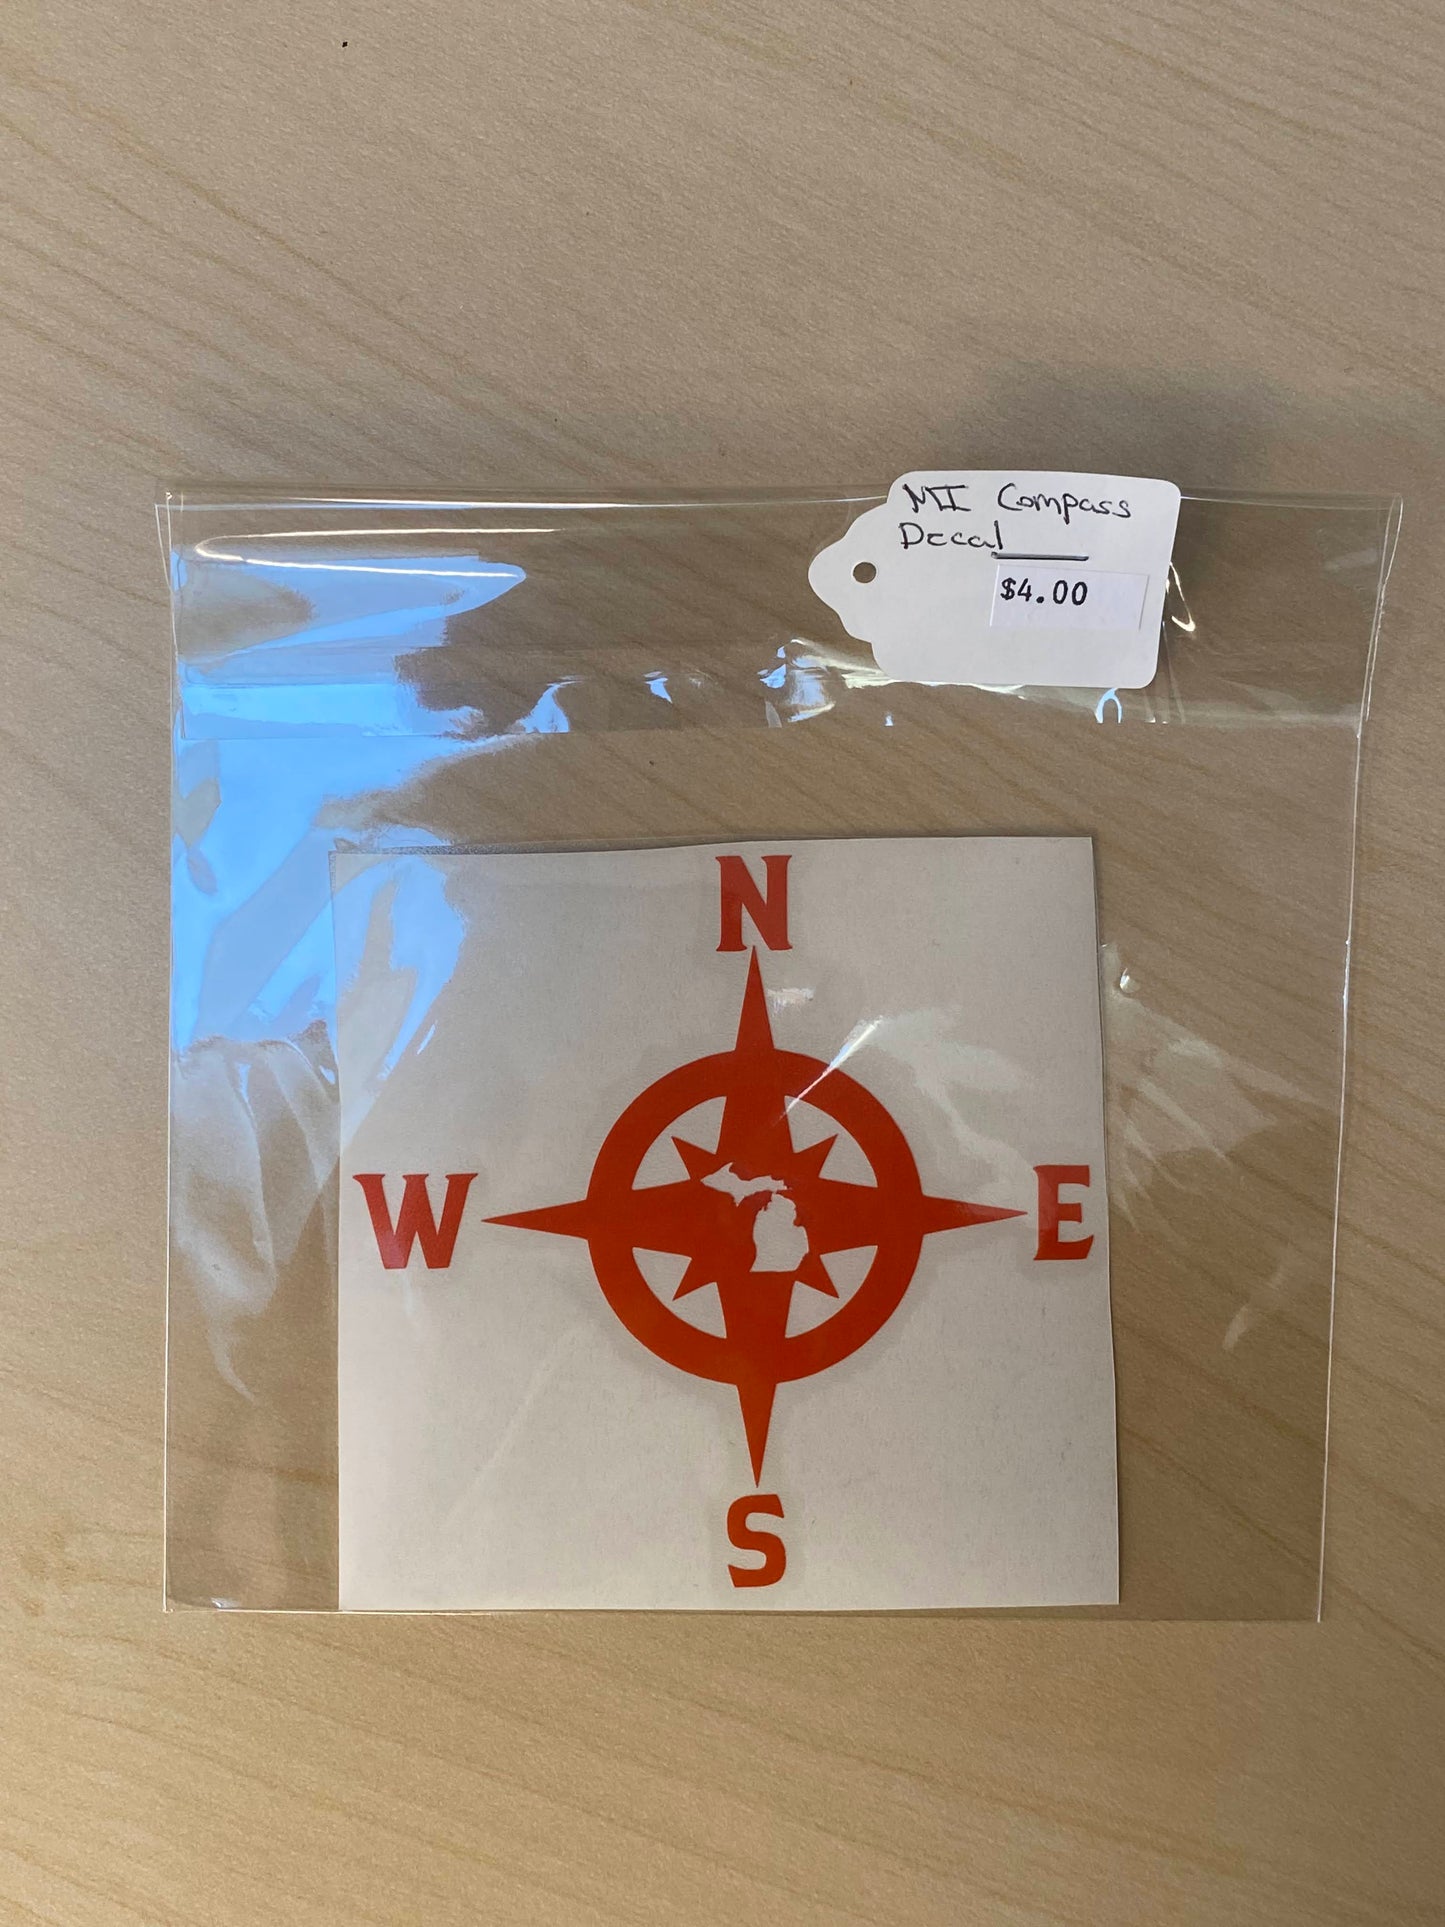 MI Compass
Decal
$4.00
N
W E
S